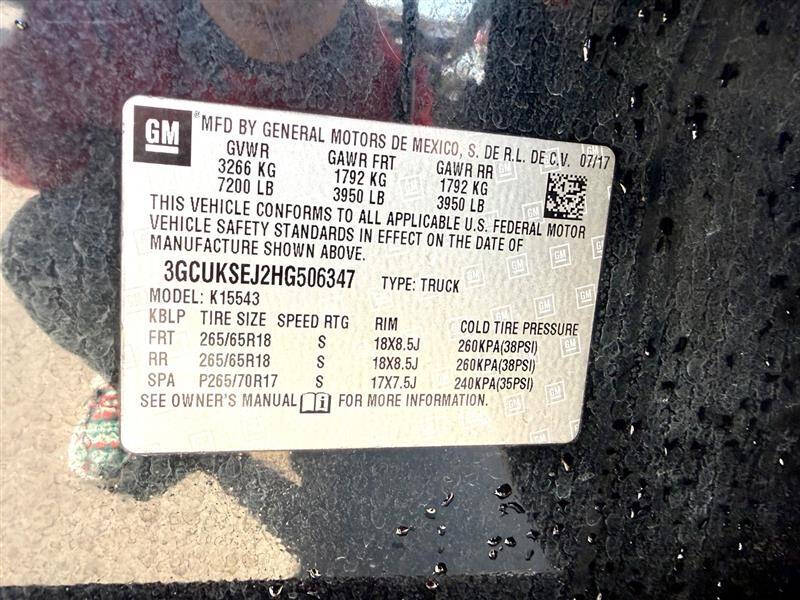 GM ® MFD BY GENERAL MOTORS DE MEXICO, S. DE R.L. DE C.V. 07/17
GVWR GAWR FRT GAWR RR
3266 KG 1792 KG 1792 KG
7200 LB 3950 LB 3950 LB
THIS VEHICLE CONFORMS TO ALL APPLICABLE U.S. FEDERAL MOTOR
VEHICLE SAFETY STANDARDS IN EFFECT ON THE DATE OF
MANUFACTURE SHOWN ABOVE.
3GCUKSEJ2HG506347 TYPE: TRUCK
MODEL: K15543
KBLP TIRE SIZE SPEED RTG RIM COLD TIRE PRESSURE
FRT 265/65R18 S 18X8.5J 260KPA(38PSI)
RR 265/65R18 S 18X8.5J 260KPA(38PSI)
SPA P265/70R17 S 17X7.5J 240KPA(35PSI)
SEE OWNER'S MANUAL i FOR MORE INFORMATION.